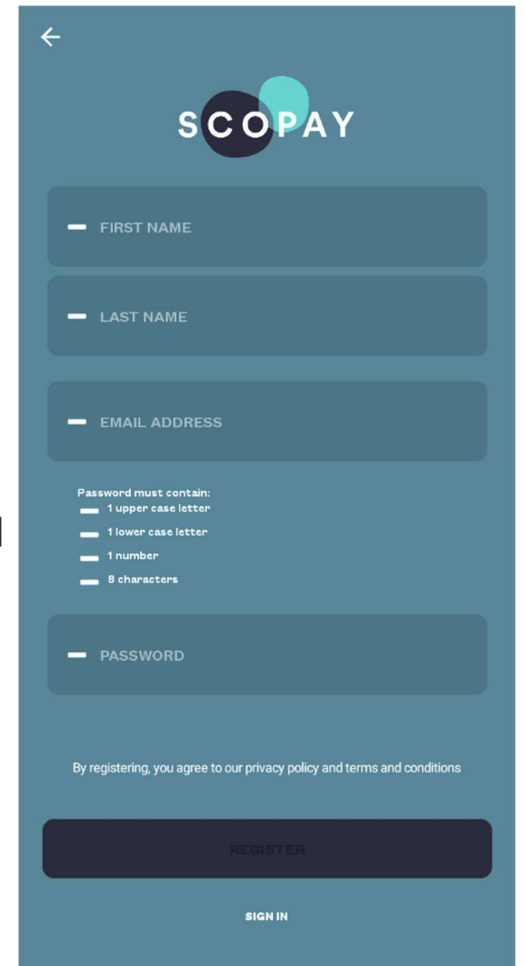 SCOPAY
FIRST NAME
LAST NAME
EMAIL ADDRESS
Password must contain:
1 upper case letter
1 lower case letter
1 number
8 characters
PASSWORD
By registering, you agree to our privacy policy and terms and conditions
REGISTER
SIGN IN